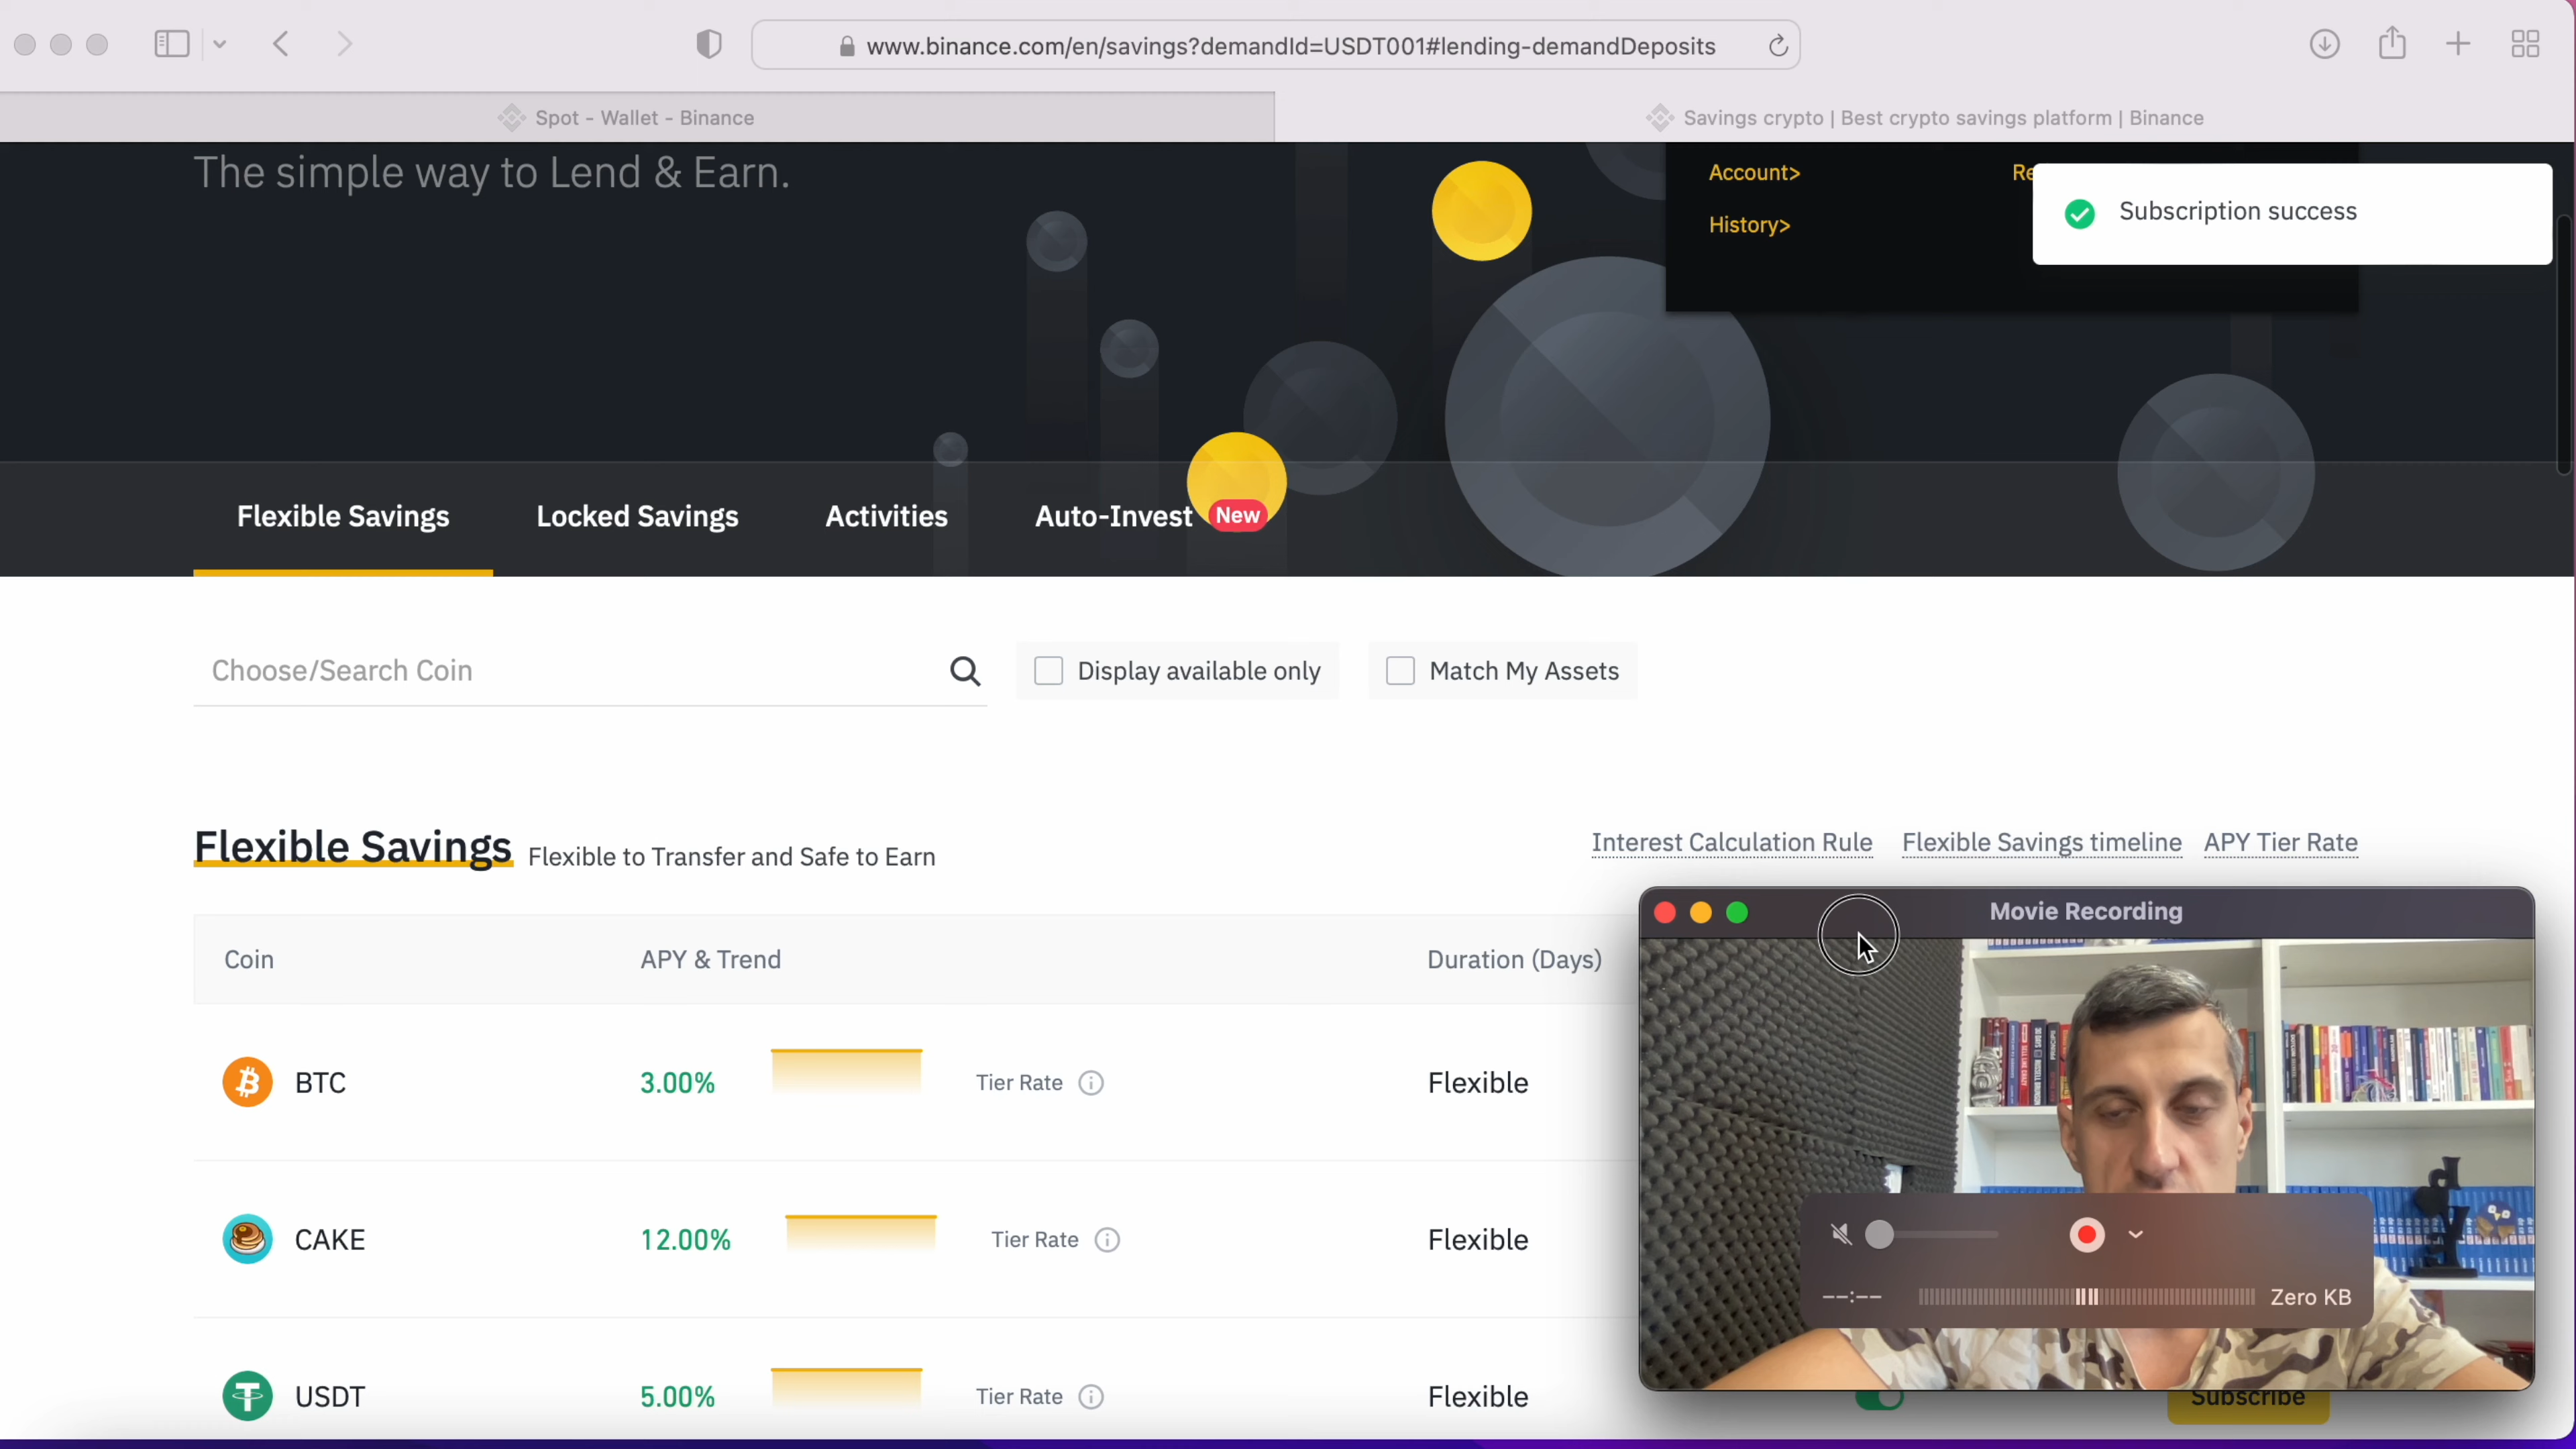 www.binance.com/en/savings?demandId=USDT001#lending-demandDeposits
Spot - Wallet - Binance
Savings crypto | Best crypto savings platform | Binance
The simple way to Lend & Earn.
Account>
Re
Subscription success
History>
Flexible Savings
Locked Savings
Activities
Auto-Invest
New
Choose/Search Coin
Display available only
Match My Assets
Flexible Savings
Flexible to Transfer and Safe to Earn
Interest Calculation Rule
Flexible Savings timeline
APY Tier Rate
Coin
APY & Trend
Duration (Days)
Movie Recording
BTC
3.00%
Tier Rate
Flexible
CAKE
12.00%
Tier Rate
Flexible
--:--
Zero KB
USDT
5.00%
Tier Rate
Flexible
Subscribe